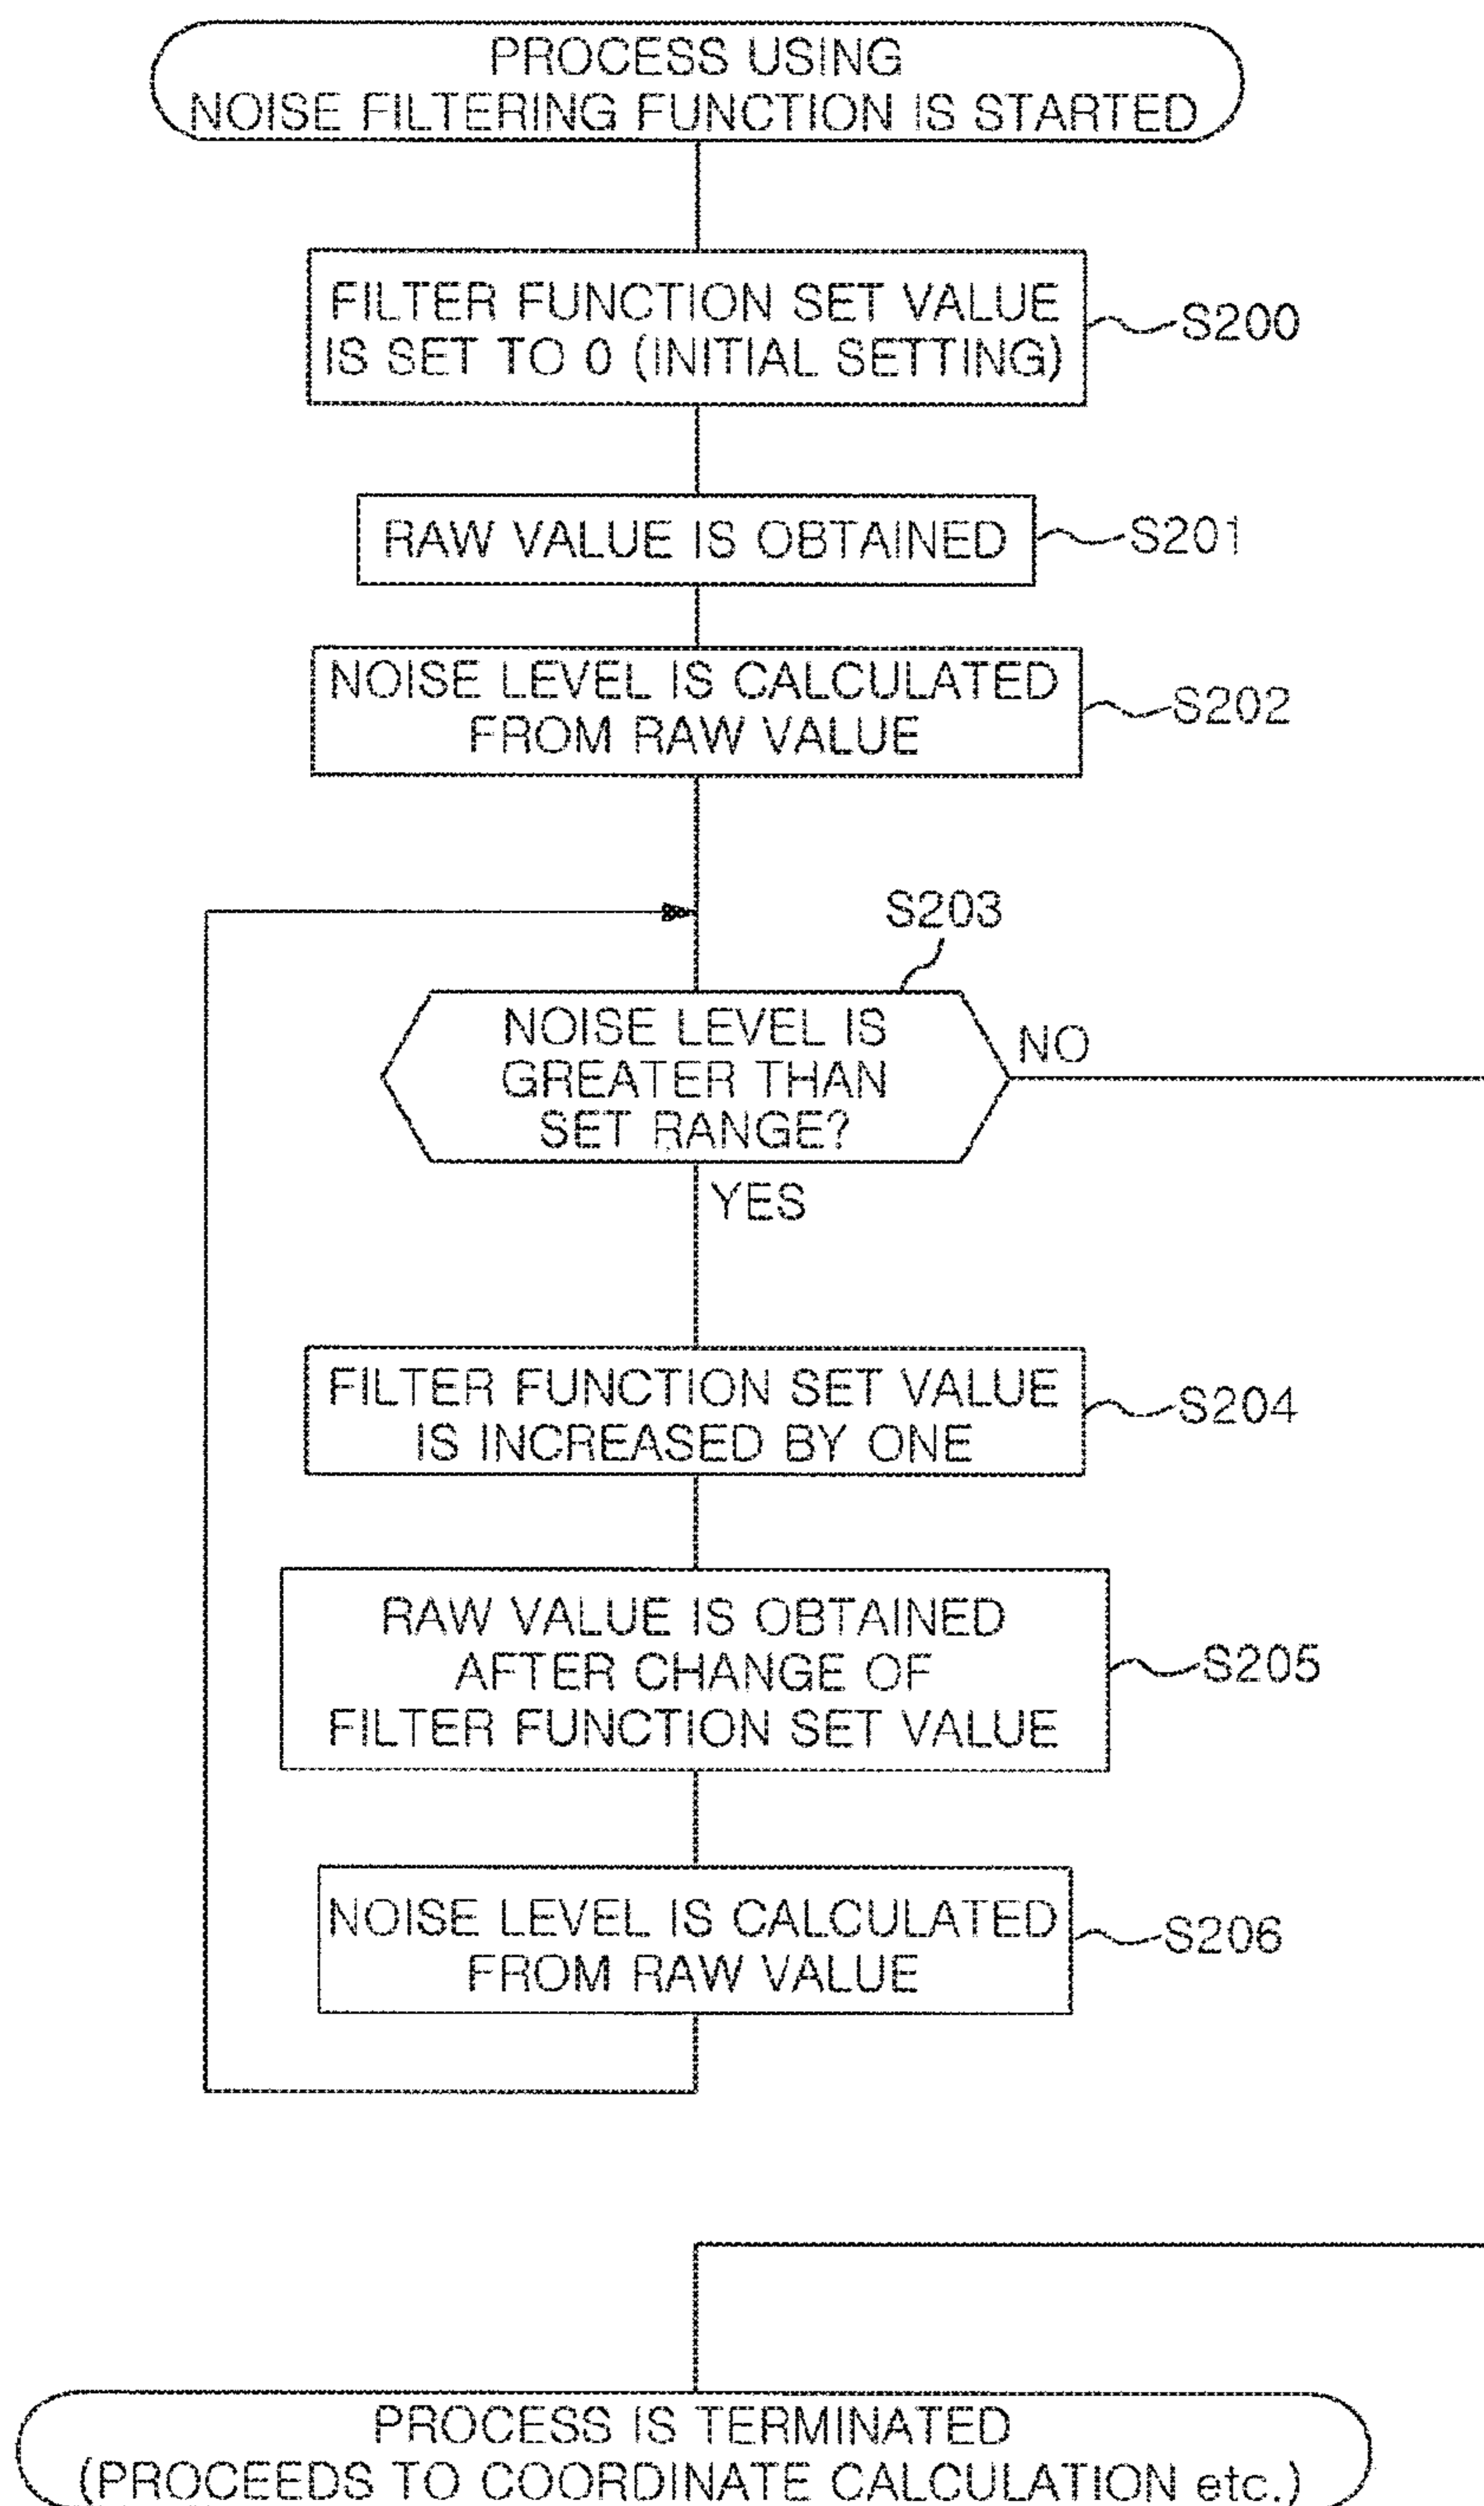 PROCESS USING
NOISE FILTERING FUNCTION IS STARTED
FILTER FUNCTION SET VALUE
IS SET TO 0 (INITIAL SETTING)
S200
RAW VALUE IS OBTAINED
S201
NOISE LEVEL IS CALCULATED
FROM RAW VALUE
S202
S203
NOISE LEVEL IS
GREATER THAN
SET RANGE?
NO
YES
FILTER FUNCTION SET VALUE
IS INCREASED BY ONE
S204
RAW VALUE IS OBTAINED
AFTER CHANGE OF
FILTER FUNCTION SET VALUE
S205
NOISE LEVEL IS CALCULATED
FROM RAW VALUE
S206
PROCESS IS TERMINATED
(PROCEEDS TO COORDINATE CALCULATION etc.)